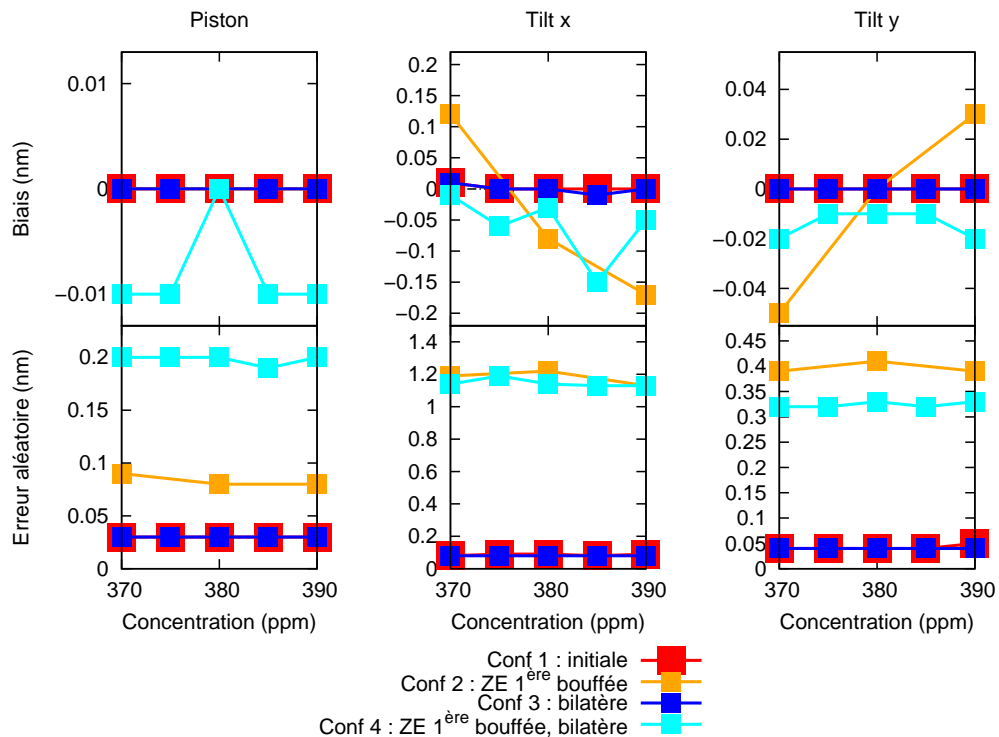 Piston
Tilt x
Tilt y
Biais (nm)
0.01
0
−0.01
0.2
0.15
0.1
0.05
0
−0.05
−0.1
−0.15
−0.2
0.04
0.02
0
−0.02
−0.04
Erreur aléatoire (nm)
0.2
0.15
0.1
0.05
0
1.4
1.2
1
0.8
0.6
0.4
0.2
0
0.45
0.4
0.35
0.3
0.25
0.2
0.15
0.1
0.05
0
370 380 390
370 380 390
370 380 390
Concentration (ppm)
Concentration (ppm)
Concentration (ppm)
Conf 1 : initiale
Conf 2 : ZE 1ère bouffée
Conf 3 : bilatère
Conf 4 : ZE 1ère bouffée, bilatère